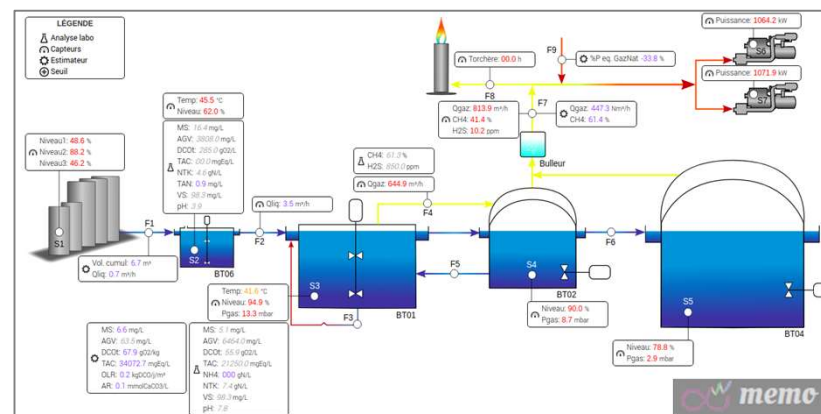 LÉGENDE
Analyse labo
Capteurs
Estimateur
Seuil
Niveau1: 48.6 %
Niveau2: 88.2 %
Niveau3: 46.2 %
S1
F1
Vol. cumul: 6.7 m³
Qliq: 0.7 m³/h
Temp: 45.5 °C
Niveau: 62.0 %
MS: 16.4 mg/L
AGV: 3808.0 mg/L
DCOt: 285.0 gO2/L
TAC: 00.0 mgEq/L
NTK: 4.6 gN/L
TAN: 0.9 mg/L
VS: 98.3 mg/L
pH: 3.9
S2
BT06
F2
Qliq: 3.5 m³/h
CH4: 61.3 %
H2S: 650.0 ppm
Qgaz: 644.9 m³/h
F4
Temp: 41.6 °C
Niveau: 94.9 %
Pgas: 13.3 mbar
S3
F3
BT01
MS: 6.6 mg/L
AGV: 63.5 mg/L
DCOt: 67.9 gO2/kg
TAC: 34072.7 mgEq/L
OLR: 0.2 kgDCO/j/m³
AR: 0.1 mmolCaCO3/L
MS: 5.1 mg/L
AGV: 6464.0 mg/L
DCOt: 55.9 gO2/L
TAC: 21250.0 mgEq/L
NH4: 000 gN/L
NTK: 7.4 gN/L
VS: 98.3 mg/L
pH: 7.8
F5
S4
BT02
Niveau: 90.0 %
Pgas: 8.7 mbar
Bulleur
Qgaz: 813.9 m³/h
CH4: 41.4 %
H2S: 10.2 ppm
F7
Qgaz: 447.3 Nm³/h
CH4: 61.4 %
Torchère: 00.0 h
F8
F9
%P eq. GazNat -33.8 %
Puissance: 1064.2 kW
S6
Puissance: 1071.9 kW
S7
F6
S5
BT04
Niveau: 78.8 %
Pgas: 2.9 mbar
memo